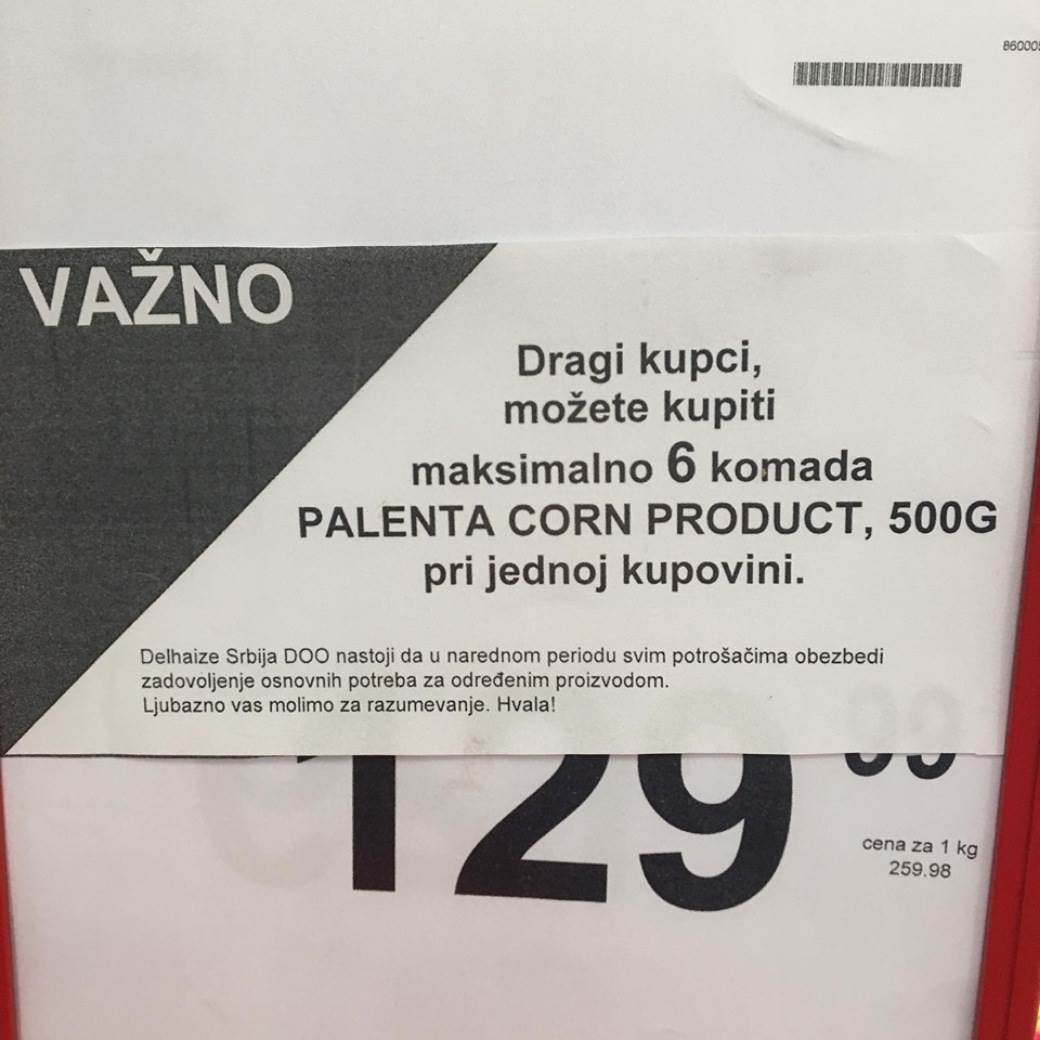 860005
VAŽNO
Dragi kupci,
možete kupiti
maksimalno 6 komada
PALENTA CORN PRODUCT, 500G
pri jednoj kupovini.
Delhaize Srbija DOO nastoji da u narednom periodu svim potrošačima obezbedi
zadovoljenje osnovnih potreba za određenim proizvodom.
Ljubazno vas molimo za razumevanje. Hvala!
129 99
cena za 1 kg
259.98